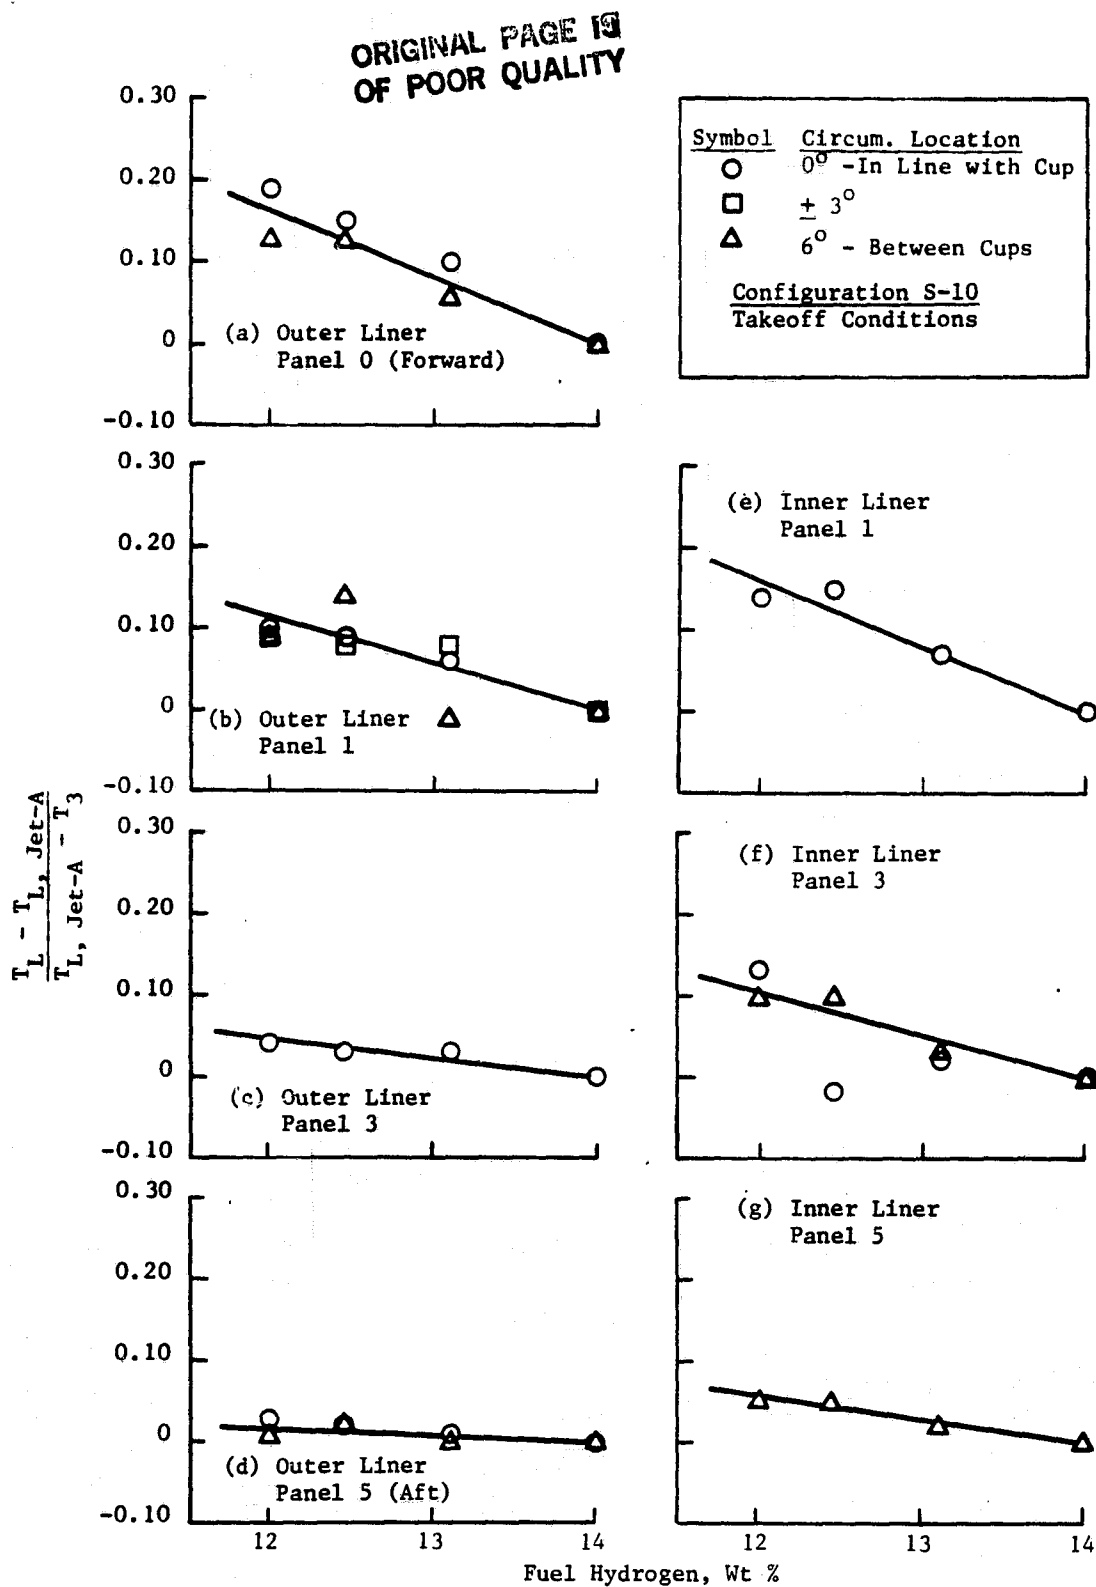 ORIGINAL PAGE IS
OF POOR QUALITY
0.30
0.20
0.10
0
-0.10
(a) Outer Liner
Panel 0 (Forward)
Symbol Circum. Location
○ 0° -In Line with Cup
□ ± 3°
△ 6° - Between Cups
Configuration S-10
Takeoff Conditions
0.30
0.20
0.10
0
-0.10
(b) Outer Liner
Panel 1
(e) Inner Liner
Panel 1
T_L - T_L, Jet-A
T_L, Jet-A - T_3
0.30
0.20
0.10
0
-0.10
(c) Outer Liner
Panel 3
(f) Inner Liner
Panel 3
0.30
0.20
0.10
0
-0.10
(d) Outer Liner
Panel 5 (Aft)
(g) Inner Liner
Panel 5
12 13 14
12 13 14
Fuel Hydrogen, Wt %